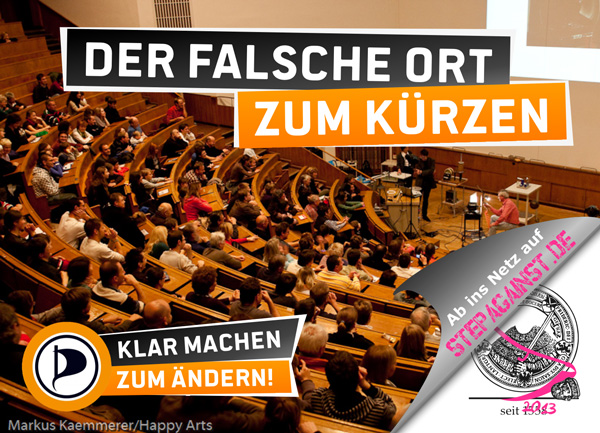 DER FALSCHE ORT
ZUM KÜRZEN
Ab ins Netz auf
STEPAGAINST.DE
KLAR MACHEN
ZUM ÄNDERN!
seit 1558
2013
Markus Kaemmerer/Happy Arts